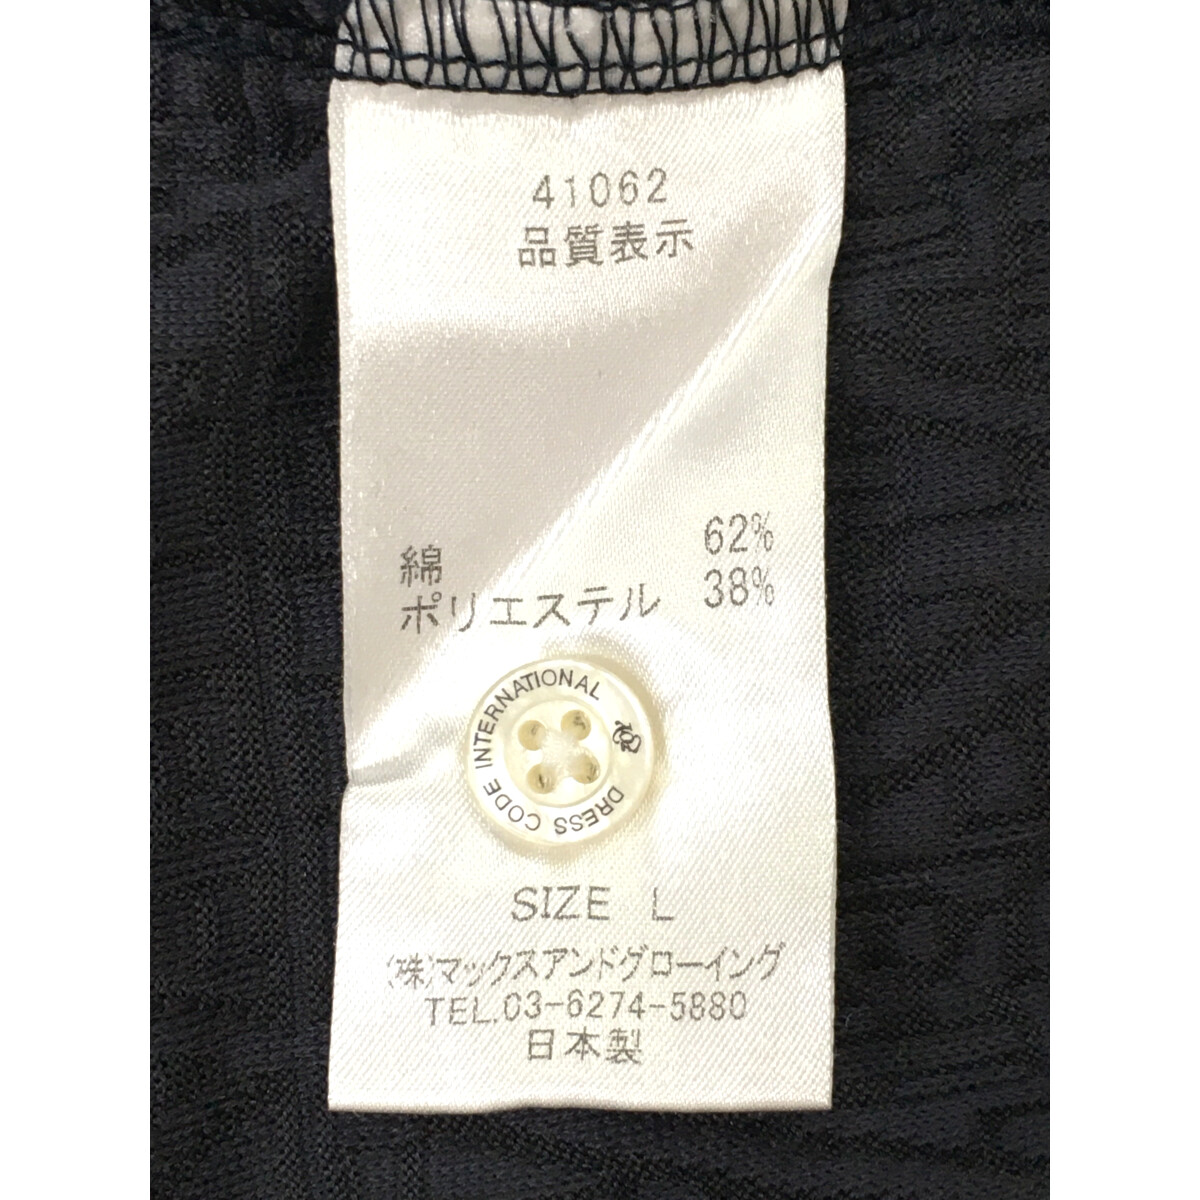 41062
品質表示
綿 62%
ポリエステル 38%
DRESS CODE INTERNATIONAL
SIZE L
(株)マックスアンドグローイング
TEL.03-6274-5880
日本製